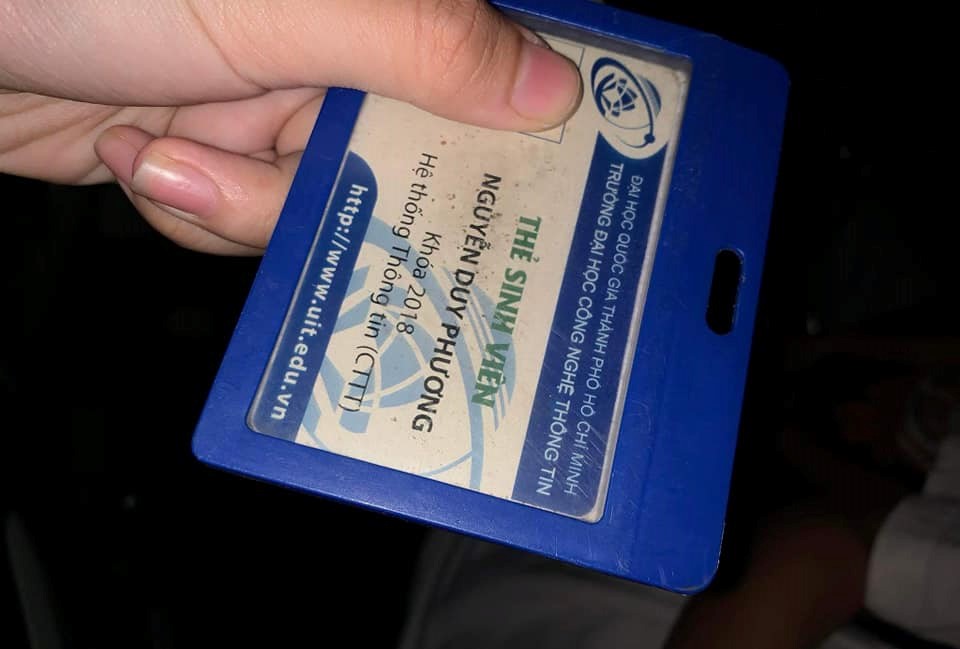 ĐẠI HỌC QUỐC GIA THÀNH PHỐ HỒ CHÍ MINH
TRƯỜNG ĐẠI HỌC CÔNG NGHỆ THÔNG TIN
THẺ SINH VIÊN
NGUYỄN DUY PHƯƠNG
Khóa 2018
Hệ thống Thông tin (CTTT)
http://www.uit.edu.vn